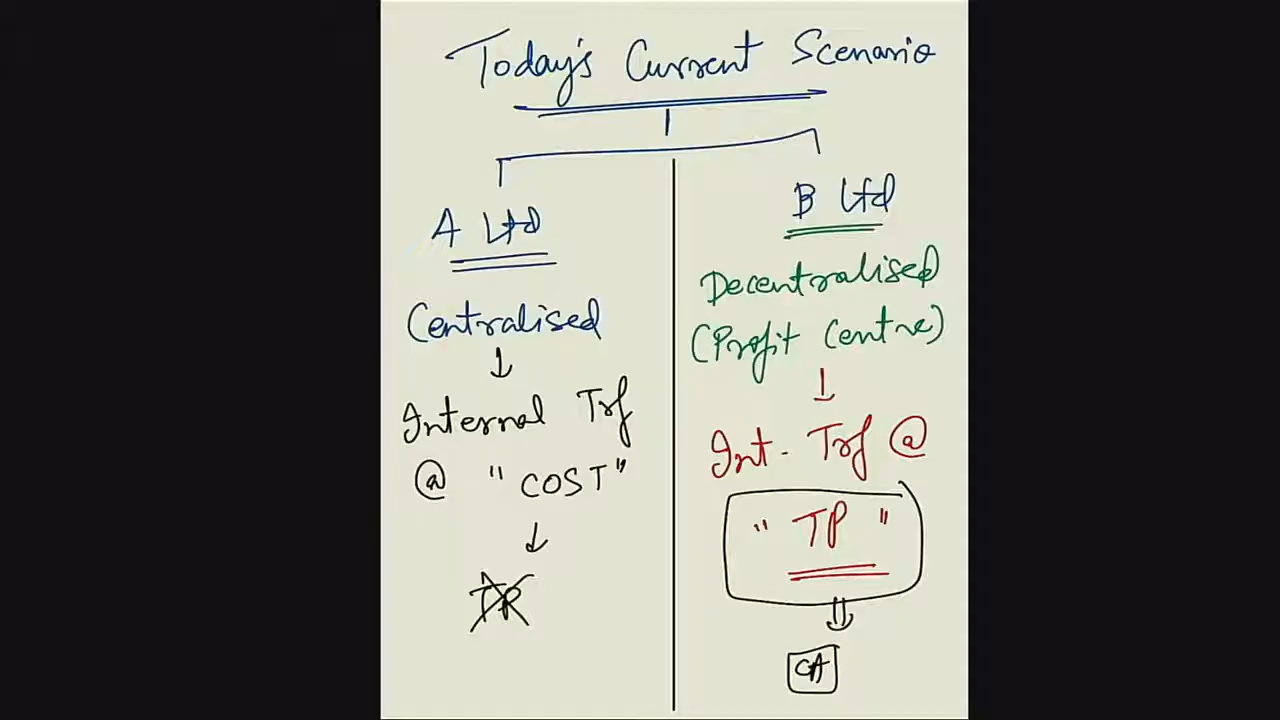 Today's Current Scenario
A Ltd
Centralised
Internal Trf
@ "COST"
TP
B Ltd
Decentralised
(Profit Centre)
Int. Trf @
"TP"
CA